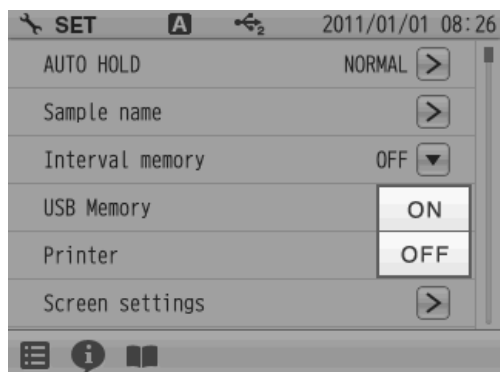 SET A 2 2011/01/01 08:26
AUTO HOLD NORMAL
Sample name
Interval memory OFF
USB Memory ON
Printer OFF
Screen settings